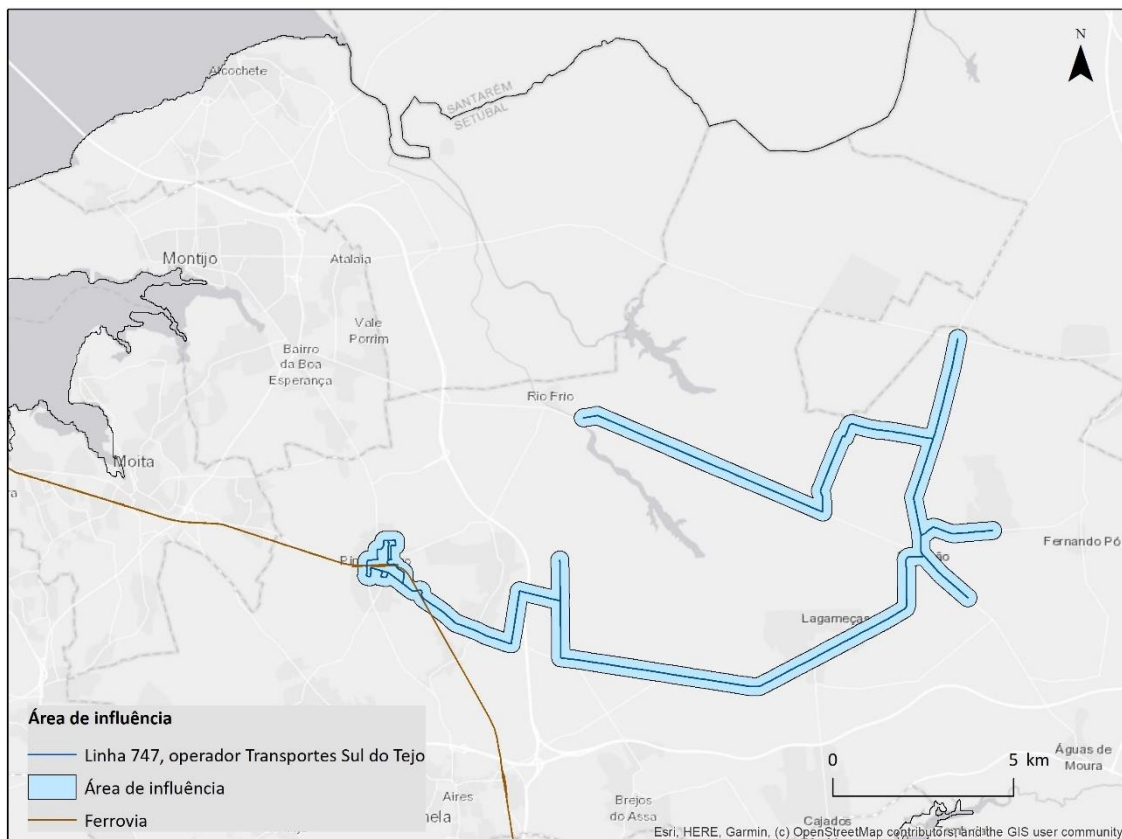 N
Alcochete
SANTARÉM
SETÚBAL
Montijo
Atalaia
Vale
Porrim
Bairro
da Boa
Esperança
Rio Frio
Moita
Fernando Pó
Lagameças
Águas de
Moura
Aires
Brejos
do Assa
Cajados
Área de influência
Linha 747, operador Transportes Sul do Tejo
Área de influência
Ferrovia
0 5 km
Esri, HERE, Garmin, (c) OpenStreetMap contributors, and the GIS user community